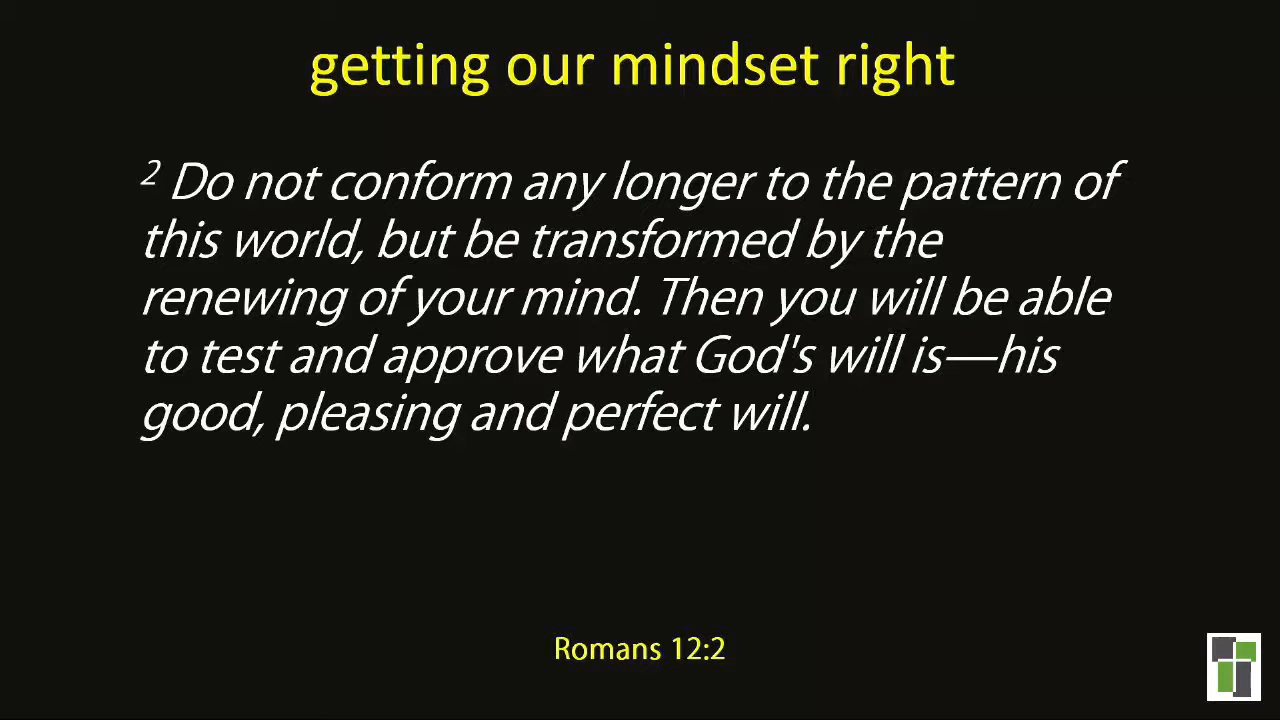 getting our mindset right
2 Do not conform any longer to the pattern of
this world, but be transformed by the
renewing of your mind. Then you will be able
to test and approve what God's will is—his
good, pleasing and perfect will.
Romans 12:2